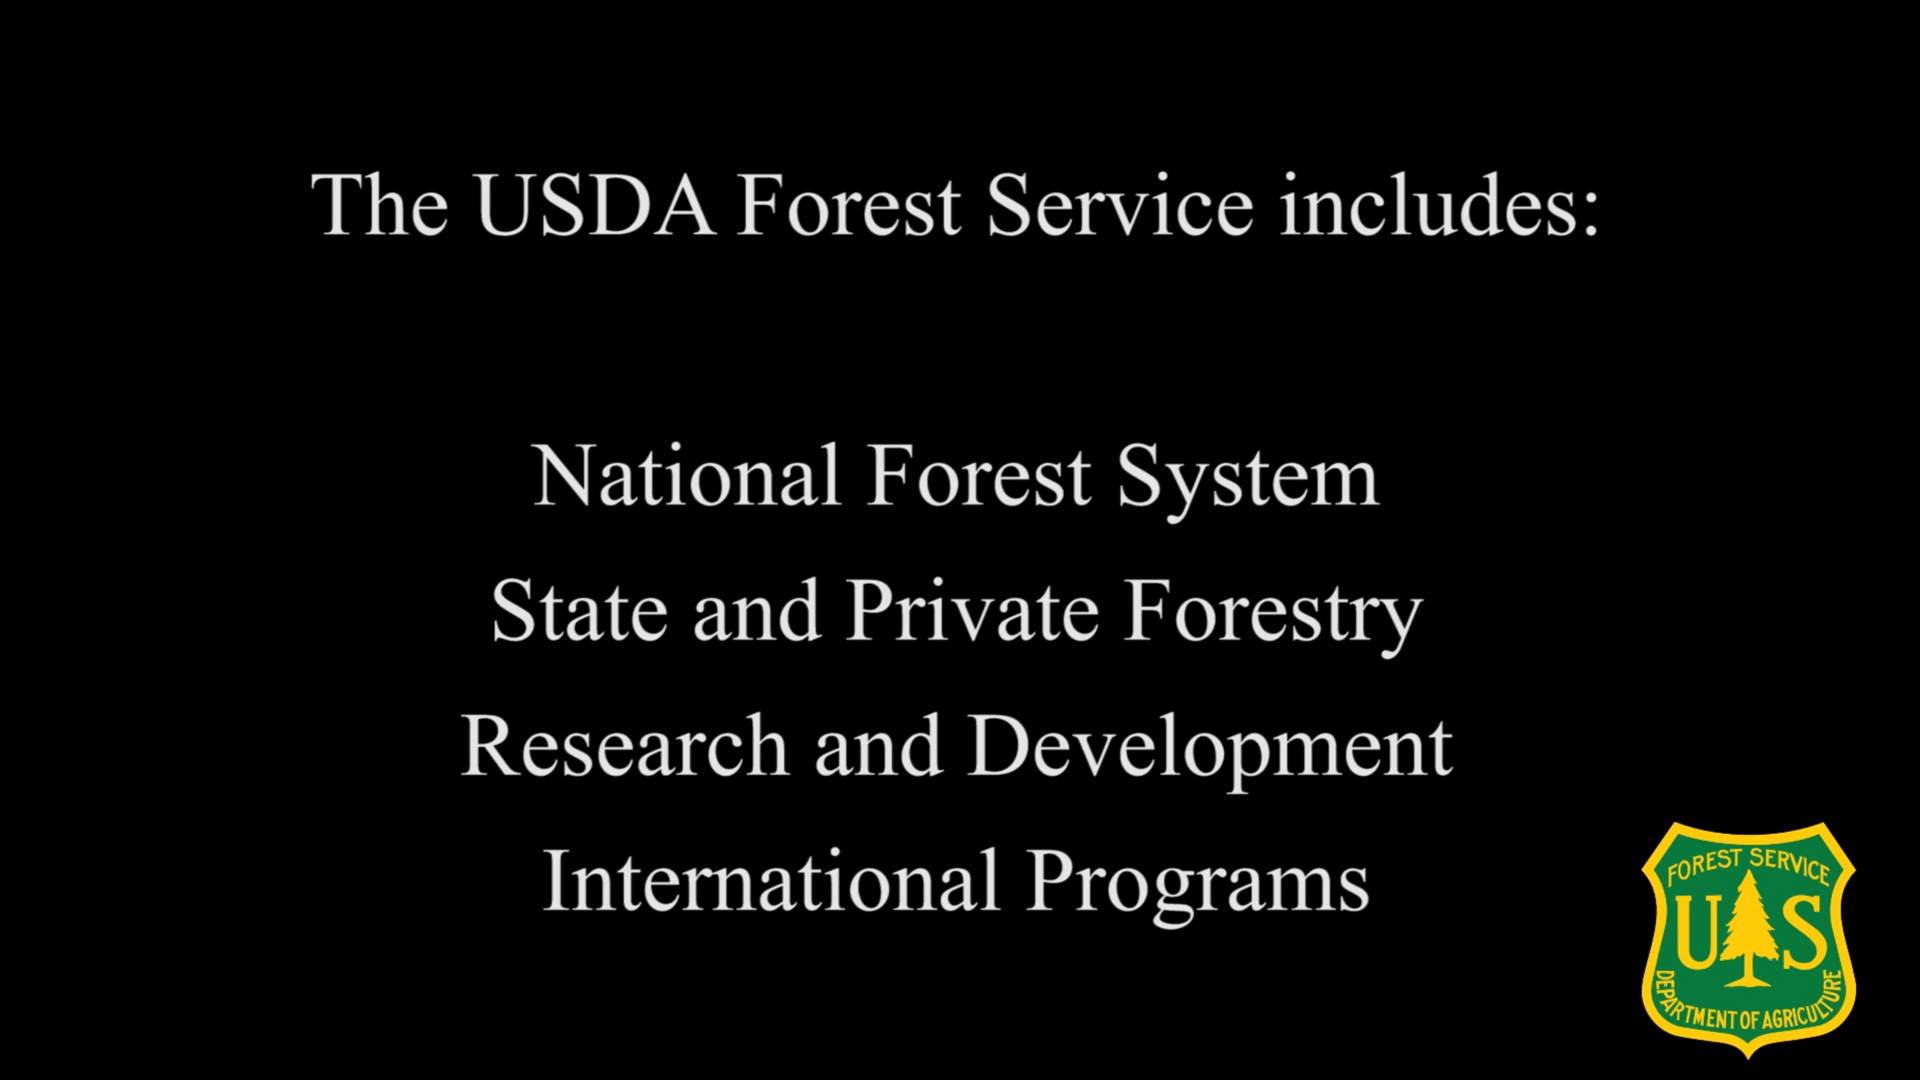 The USDA Forest Service includes:
National Forest System
State and Private Forestry
Research and Development
International Programs
FOREST SERVICE
U S
DEPARTMENT OF AGRICULTURE